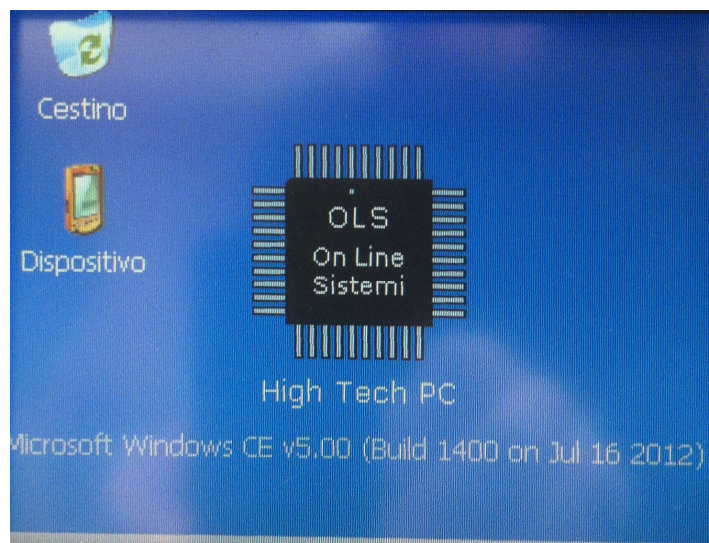 Cestino
Dispositivo
OLS
On Line
Sistemi
High Tech PC
Microsoft Windows CE v5.00 (Build 1400 on Jul 16 2012)